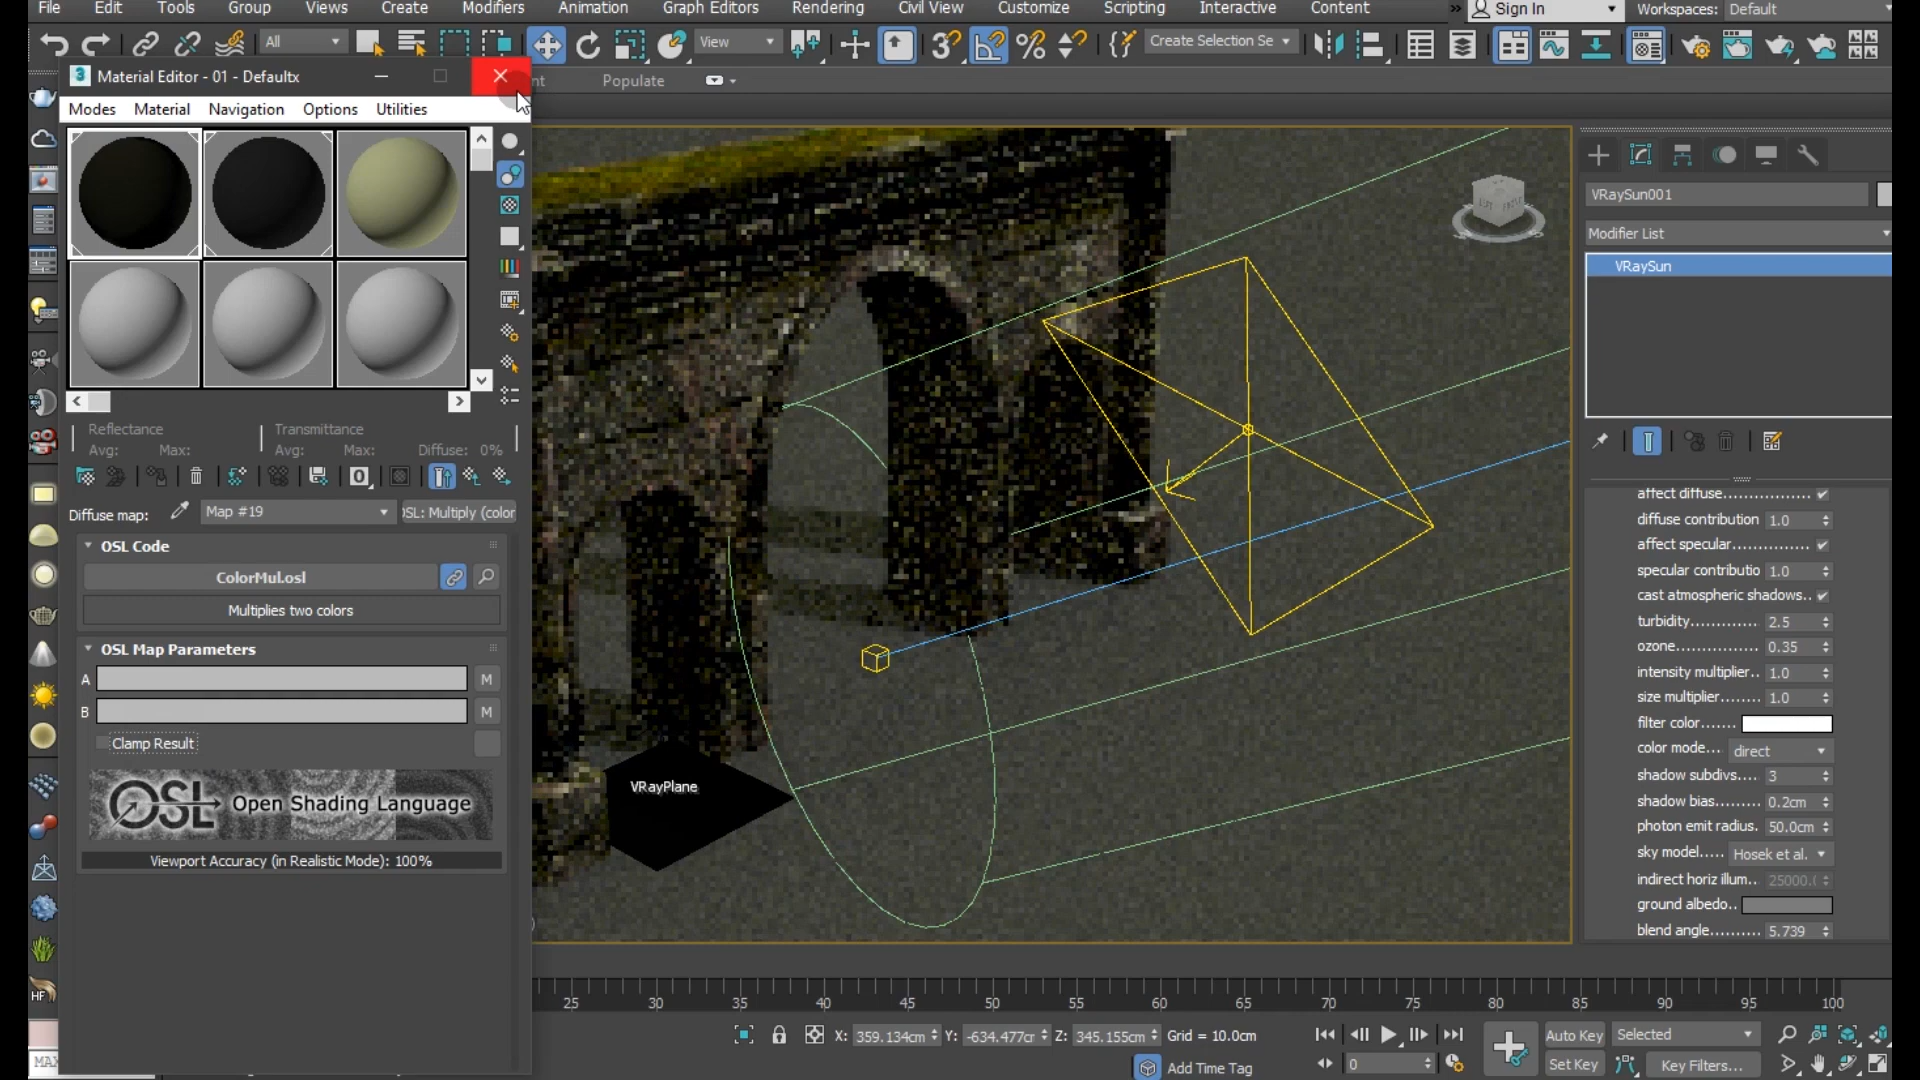 File Edit Tools Group Views Create Modifiers Animation Graph Editors Rendering Civil View Customize Scripting Interactive Content » Sign In Workspaces: Default
All View Create Selection Se
Material Editor - 01 - Defaultx
Populate
Modes Material Navigation Options Utilities
Reflectance Transmittance
Avg: Max: Avg: Max: Diffuse: 0%
Diffuse map: Map #19 OSL: Multiply (color
OSL Code
ColorMul.osl
Multiplies two colors
OSL Map Parameters
A M
B M
Clamp Result
OSL Open Shading Language
Viewport Accuracy (in Realistic Mode): 100%
VRayPlane
VRaySun001
Modifier List
VRaySun
affect diffuse................
diffuse contribution 1.0
affect specular...............
specular contributio 1.0
cast atmospheric shadows..
turbidity............. 2.5
ozone................ 0.35
intensity multiplier.. 1.0
size multiplier....... 1.0
filter color.......
color mode... direct
shadow subdivs.... 3
shadow bias........ 0.2cm
photon emit radius. 50.0cm
sky model..... Hosek et al.
indirect horiz illum.. 25000.(
ground albedo..
blend angle......... 5.739
25 30 35 40 45 50 55 60 65 70 75 80 85 90 95 100
X: 359.134cm Y: -634.477cr Z: 345.155cm Grid = 10.0cm
Auto Key Selected
Add Time Tag 0 Set Key Key Filters...
HF
MAX